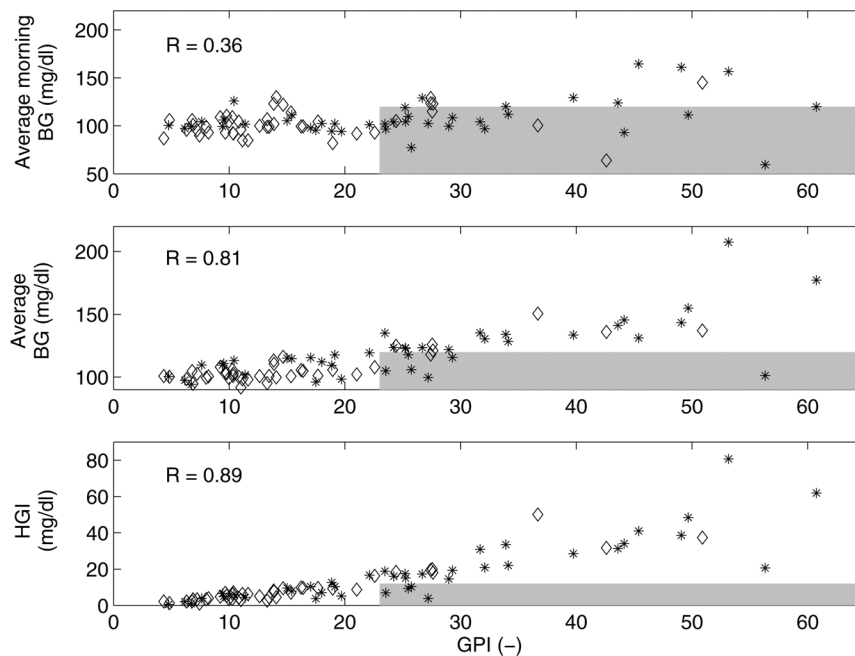 Average morning
BG (mg/dl)
200
150
100
50
R = 0.36
0 10 20 30 40 50 60
Average
BG (mg/dl)
200
150
100
R = 0.81
0 10 20 30 40 50 60
HGI
(mg/dl)
80
60
40
20
0
R = 0.89
0 10 20 30 40 50 60
GPI (−)